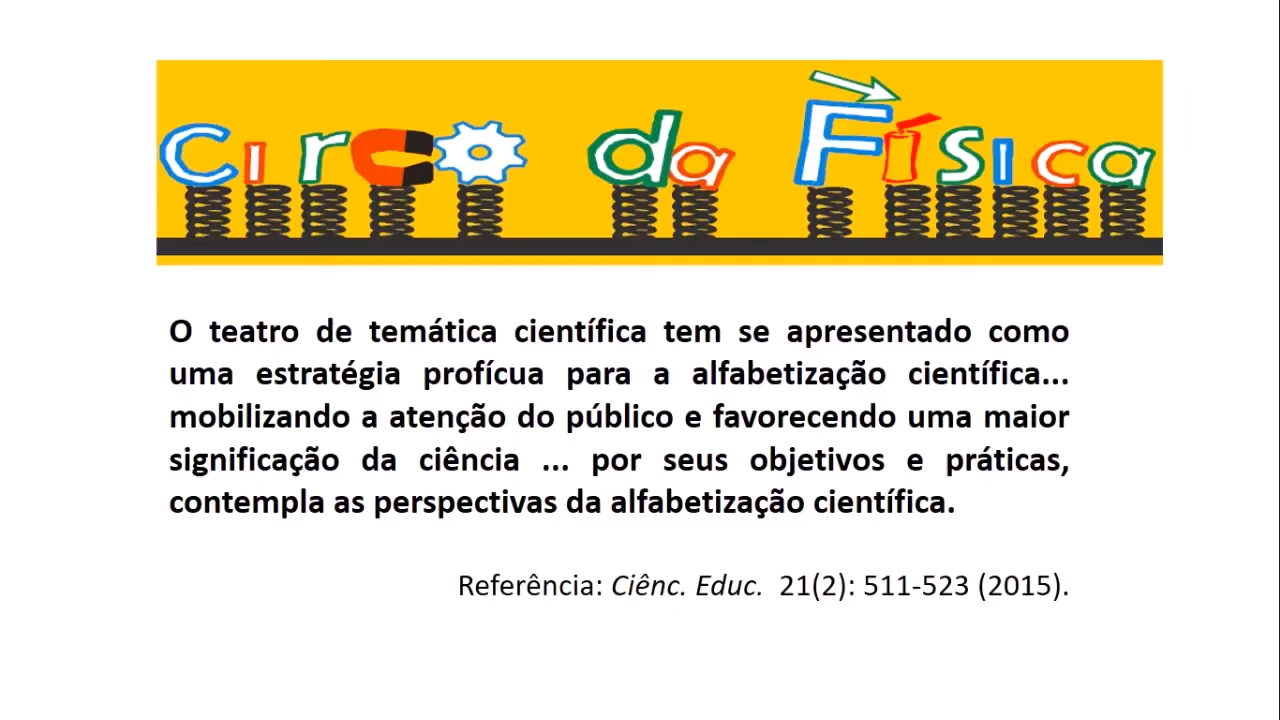 Circo da Física
O teatro de temática científica tem se apresentado como
uma estratégia profícua para a alfabetização científica...
mobilizando a atenção do público e favorecendo uma maior
significação da ciência ... por seus objetivos e práticas,
contempla as perspectivas da alfabetização científica.
Referência: Ciênc. Educ. 21(2): 511-523 (2015).